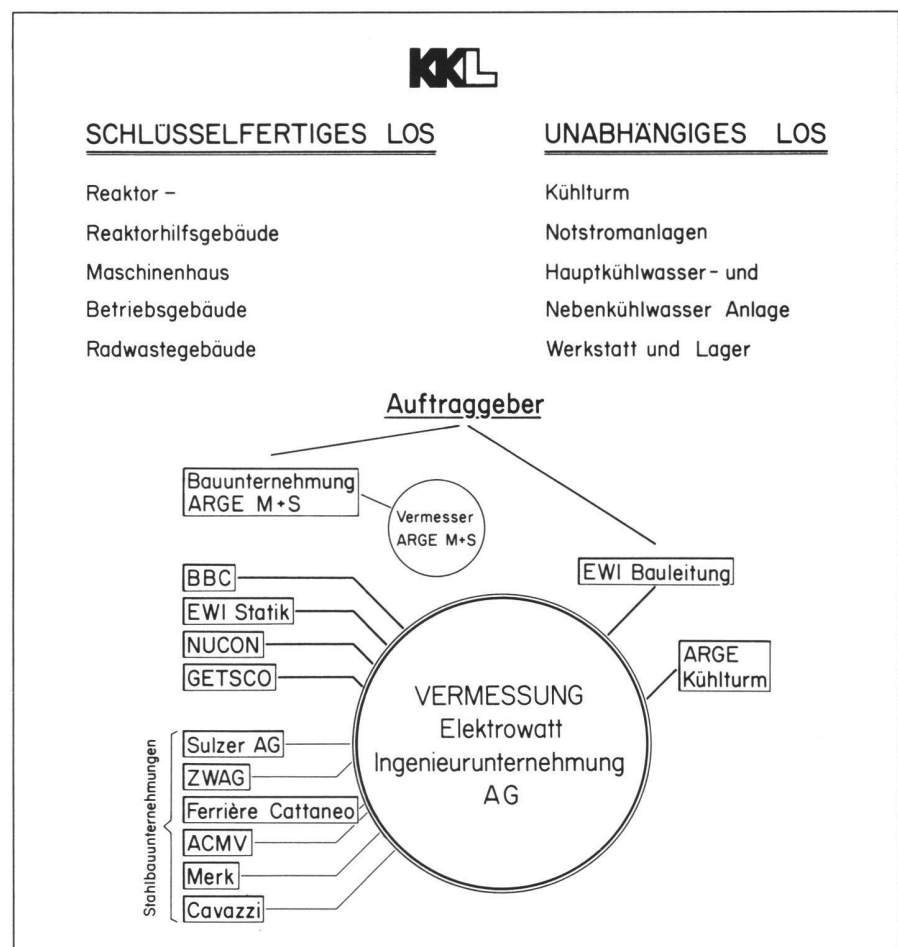 KKL
SCHLÜSSELFERTIGES LOS
Reaktor –
Reaktorhilfsgebäude
Maschinenhaus
Betriebsgebäude
Radwastegebäude
UNABHÄNGIGES LOS
Kühlturm
Notstromanlagen
Hauptkühlwasser – und
Nebenkühlwasser Anlage
Werkstatt und Lager
Auftraggeber
Bauunternehmung
ARGE M+S
Vermesser
ARGE M+S
EWI Bauleitung
BBC
EWI Statik
NUCON
GETSCO
ARGE
Kühlturm
VERMESSUNG
Elektrowatt
Ingenieurunternehmung
AG
Stahlbauunternehmungen
Sulzer AG
ZWAG
Ferrière Cattaneo
ACMV
Merk
Cavazzi